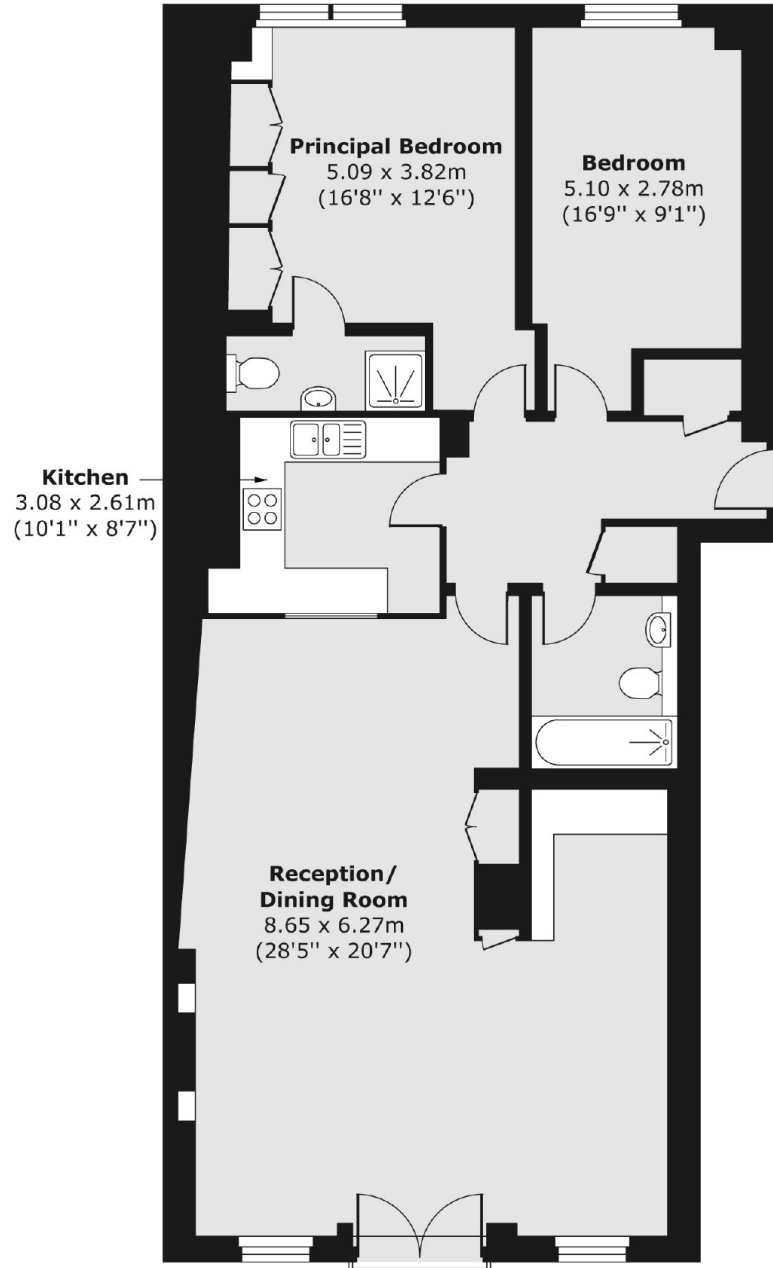 Principal Bedroom
5.09 x 3.82m
(16'8" x 12'6")
Bedroom
5.10 x 2.78m
(16'9" x 9'1")
Kitchen
3.08 x 2.61m
(10'1" x 8'7")
Reception/
Dining Room
8.65 x 6.27m
(28'5" x 20'7")